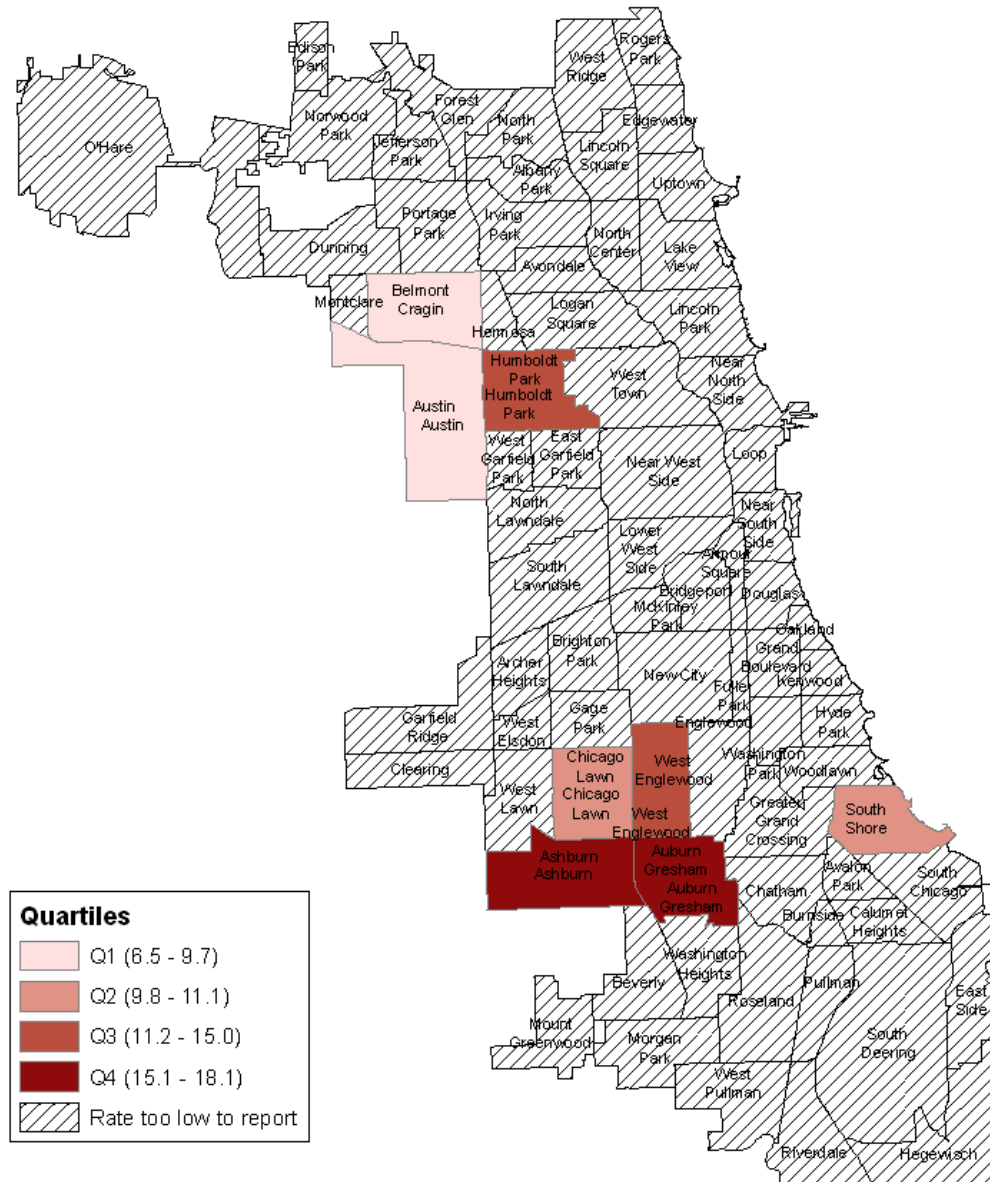 Edison
Park
Rogers
Park
West
Ridge
Forest
Glen
Norwood
Park
North
Park
Edgewater
Jefferson
Park
Lincoln
Square
O'Hare
Albany
Park
Uptown
Portage
Park
Irving
Park
North
Center
Lake
View
Dunning
Avondale
Belmont
Cragin
Montclare
Logan
Square
Lincoln
Park
Hermosa
Humboldt
Park
Humboldt
Park
West
Town
Near
North
Side
Austin
Austin
West
Garfield
Park
East
Garfield
Park
Near West
Side
Loop
North
Lawndale
Near
South
Side
Lower
West
Side
Armour
Square
South
Lawndale
Bridgeport
Douglas
McKinley
Park
Oakland
Brighton
Park
Grand
Boulevard
Archer
Heights
New City
Kenwood
Fuller
Park
Gage
Park
Hyde
Park
Garfield
Ridge
West
Elsdon
Englewood
Clearing
Chicago
Lawn
Chicago
Lawn
West
Englewood
Washington
Park
Woodlawn
West
Lawn
Greater
Grand
Crossing
South
Shore
West
Englewood
Ashburn
Ashburn
Auburn
Gresham
Auburn
Gresham
Chatham
Avalon
Park
South
Chicago
Burnside
Calumet
Heights
Washington
Heights
Beverly
Roseland
Pullman
East
Side
Mount
Greenwood
Morgan
Park
South
Deering
West
Pullman
Riverdale
Hegewisch
Quartiles
Q1 (6.5 - 9.7)
Q2 (9.8 - 11.1)
Q3 (11.2 - 15.0)
Q4 (15.1 - 18.1)
Rate too low to report